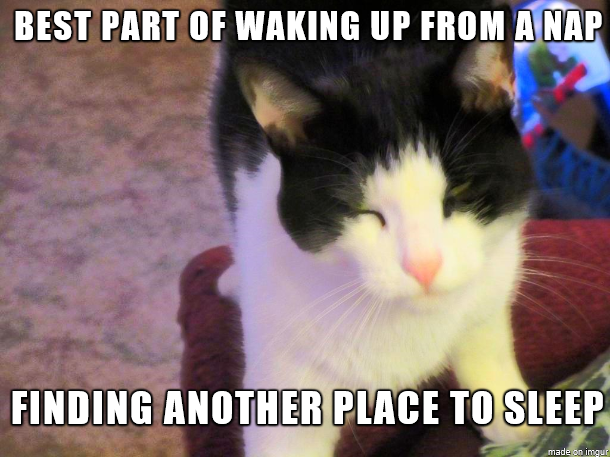 BEST PART OF WAKING UP FROM A NAP
FINDING ANOTHER PLACE TO SLEEP
made on imgur